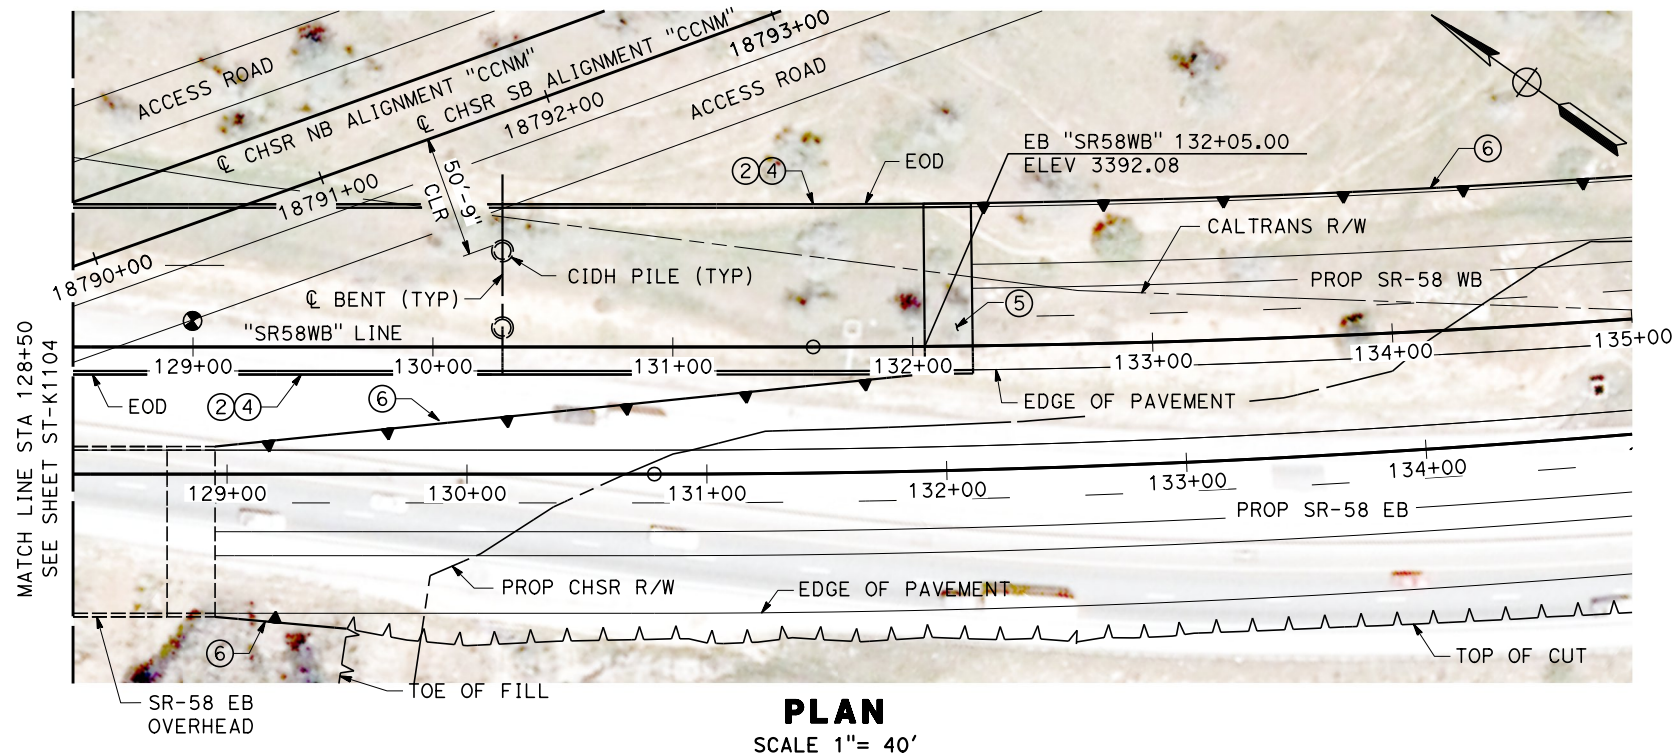 ACCESS ROAD
℄ CHSR NB ALIGNMENT "CCNM"
℄ CHSR SB ALIGNMENT "CCNM"
18793+00
18792+00
18791+00
18790+00
ACCESS ROAD
50'-9"
CLR
2 4
EOD
EB "SR58WB" 132+05.00
ELEV 3392.08
6
CALTRANS R/W
PROP SR-58 WB
CIDH PILE (TYP)
℄ BENT (TYP)
5
"SR58WB" LINE
129+00
130+00
131+00
132+00
133+00
134+00
135+00
EOD
2 4
6
EDGE OF PAVEMENT
129+00
130+00
131+00
132+00
133+00
134+00
PROP SR-58 EB
PROP CHSR R/W
EDGE OF PAVEMENT
6
TOE OF FILL
TOP OF CUT
SR-58 EB
OVERHEAD
MATCH LINE STA 128+50
SEE SHEET ST-K1104
PLAN
SCALE 1"= 40'